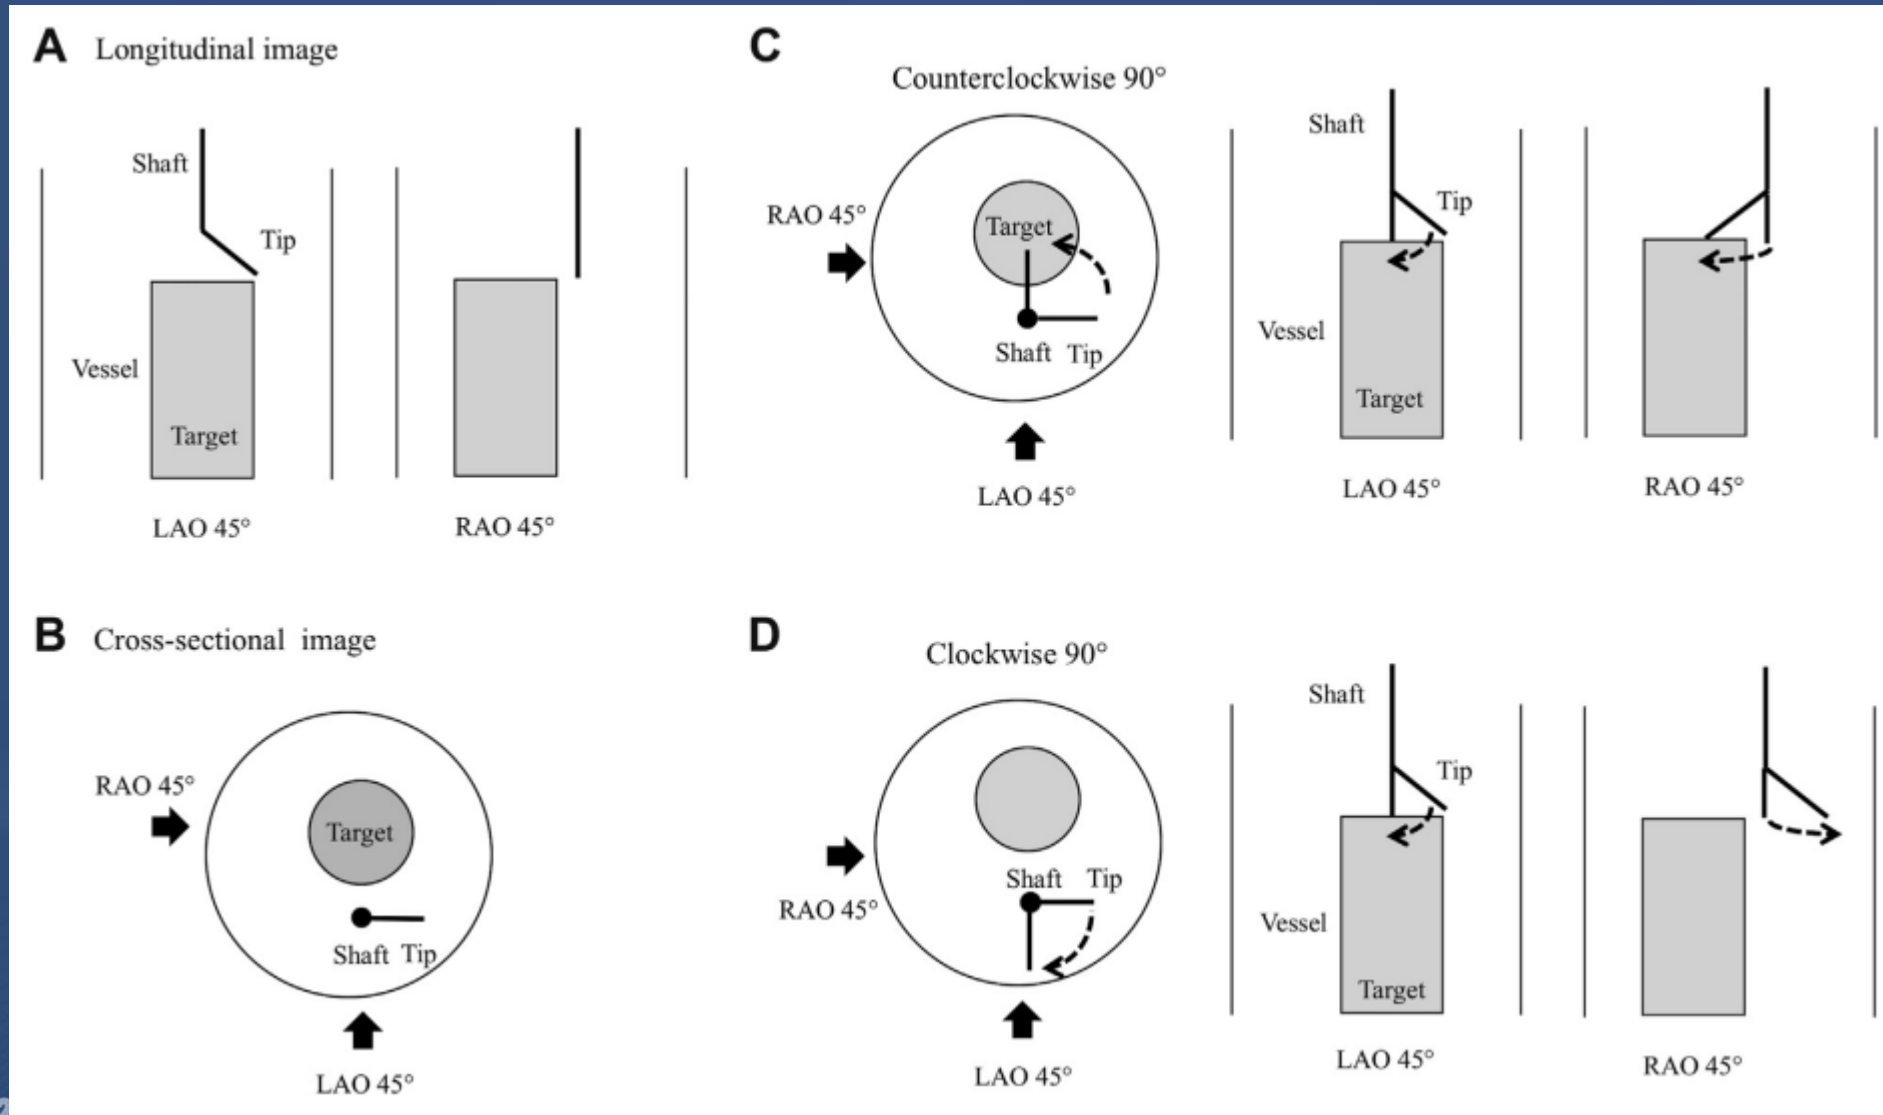 A Longitudinal image
Shaft
Tip
Vessel
Target
LAO 45°
RAO 45°
B Cross-sectional image
RAO 45°
Target
Shaft Tip
LAO 45°
C
Counterclockwise 90°
RAO 45°
Target
Shaft Tip
LAO 45°
Shaft
Tip
Vessel
Target
LAO 45°
RAO 45°
D
Clockwise 90°
Shaft Tip
RAO 45°
LAO 45°
Shaft
Tip
Vessel
Target
LAO 45°
RAO 45°